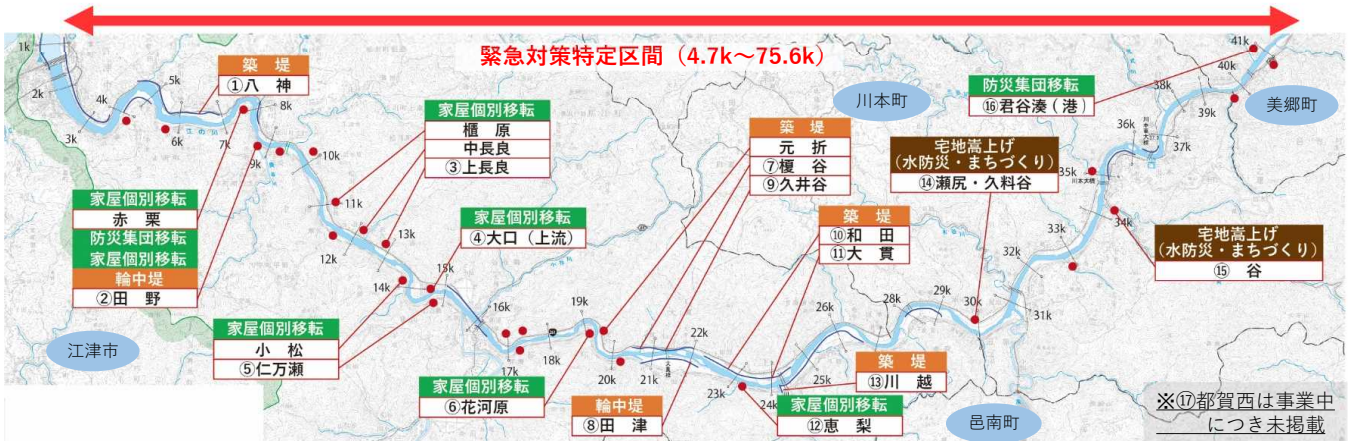 緊急対策特定区間（4.7k～75.6k）
築 堤
①八 神
家屋個別移転
赤 栗
防災集団移転
家屋個別移転
輪中堤
②田 野
家屋個別移転
櫃 原
中長良
③上長良
家屋個別移転
④大口（上流）
家屋個別移転
小 松
⑤仁万瀬
家屋個別移転
⑥花河原
築 堤
元 折
⑦榎 谷
⑨久井谷
輪中堤
⑧田 津
築 堤
⑩和 田
⑪大 貫
家屋個別移転
⑫恵 梨
築 堤
⑬川 越
宅地嵩上げ
（水防災・まちづくり）
⑭瀬尻・久料谷
宅地嵩上げ
（水防災・まちづくり）
⑮ 谷
防災集団移転
⑯君谷湊（港）
江津市
川本町
邑南町
美郷町
1k
2k
3k
4k
5k
6k
7k
8k
9k
10k
11k
12k
13k
14k
15k
16k
17k
18k
19k
20k
21k
22k
23k
24k
25k
26k
28k
29k
30k
31k
32k
33k
34k
35k
36k
37k
38k
39k
40k
41k
川本大橋
※⑰都賀西は事業中
につき未掲載